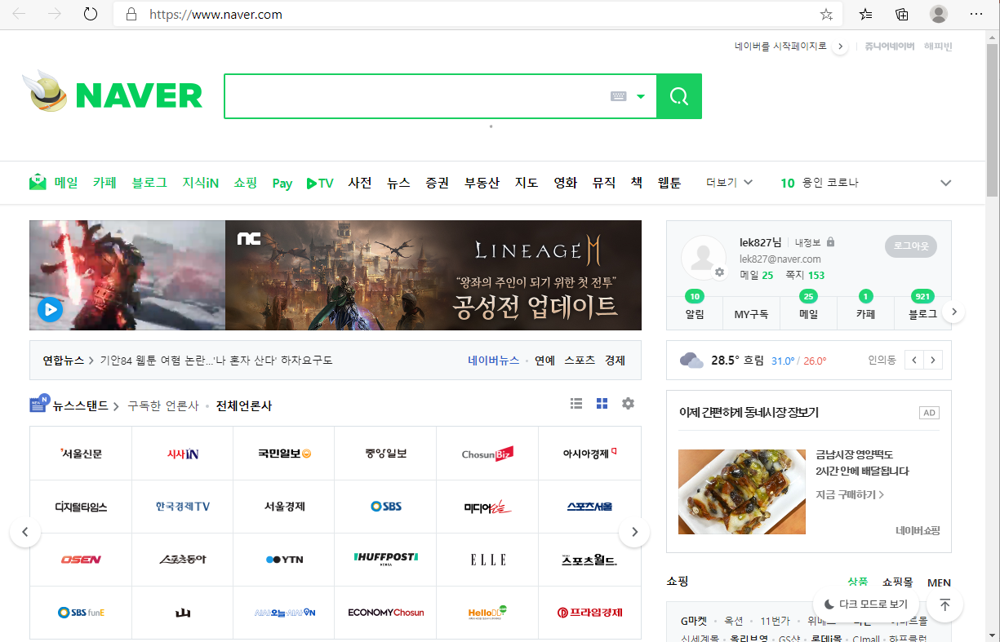 https://www.naver.com
네이버를 시작페이지로 쥬니어네이버 해피빈
NAVER
메일 카페 블로그 지식iN 쇼핑 Pay TV 사전 뉴스 증권 부동산 지도 영화 뮤직 책 웹툰 더보기 10 용인 코로나
nc
LINEAGE M
“왕좌의 주인이 되기 위한 첫 전투”
공성전 업데이트
lek827님 내정보 로그아웃
lek827@naver.com
메일 25 쪽지 153
10 25 1 921
알림 MY구독 메일 카페 블로그
연합뉴스 기안84 웹툰 여혐 논란...'나 혼자 산다' 하차요구도 네이버뉴스 연예 스포츠 경제
28.5° 흐림 31.0° / 26.0° 인의동
NEW N 뉴스스탠드 구독한 언론사 전체언론사
이제 간편하게 동네시장 장보기 AD
금남시장 영양떡도
2시간 안에 배달됩니다
지금 구매하기
네이버쇼핑
서울신문 시사IN 국민일보 중앙일보 ChosunBiz 아시아경제
디지털타임스 한국경제TV 서울경제 SBS 미디어오늘 스포츠서울
OSEN 스포츠동아 YTN HUFFPOST KOREA ELLE 스포츠월드.
SBS funE 山 시사오늘·시사ON ECONOMYChosun HelloDD 프라임경제
쇼핑 상품 쇼핑몰 MEN
다크 모드로 보기
G마켓 옥션 11번가 위메프
신세계몰 올리브영 GS샵 롯데i몰 CJmall 하프클럽